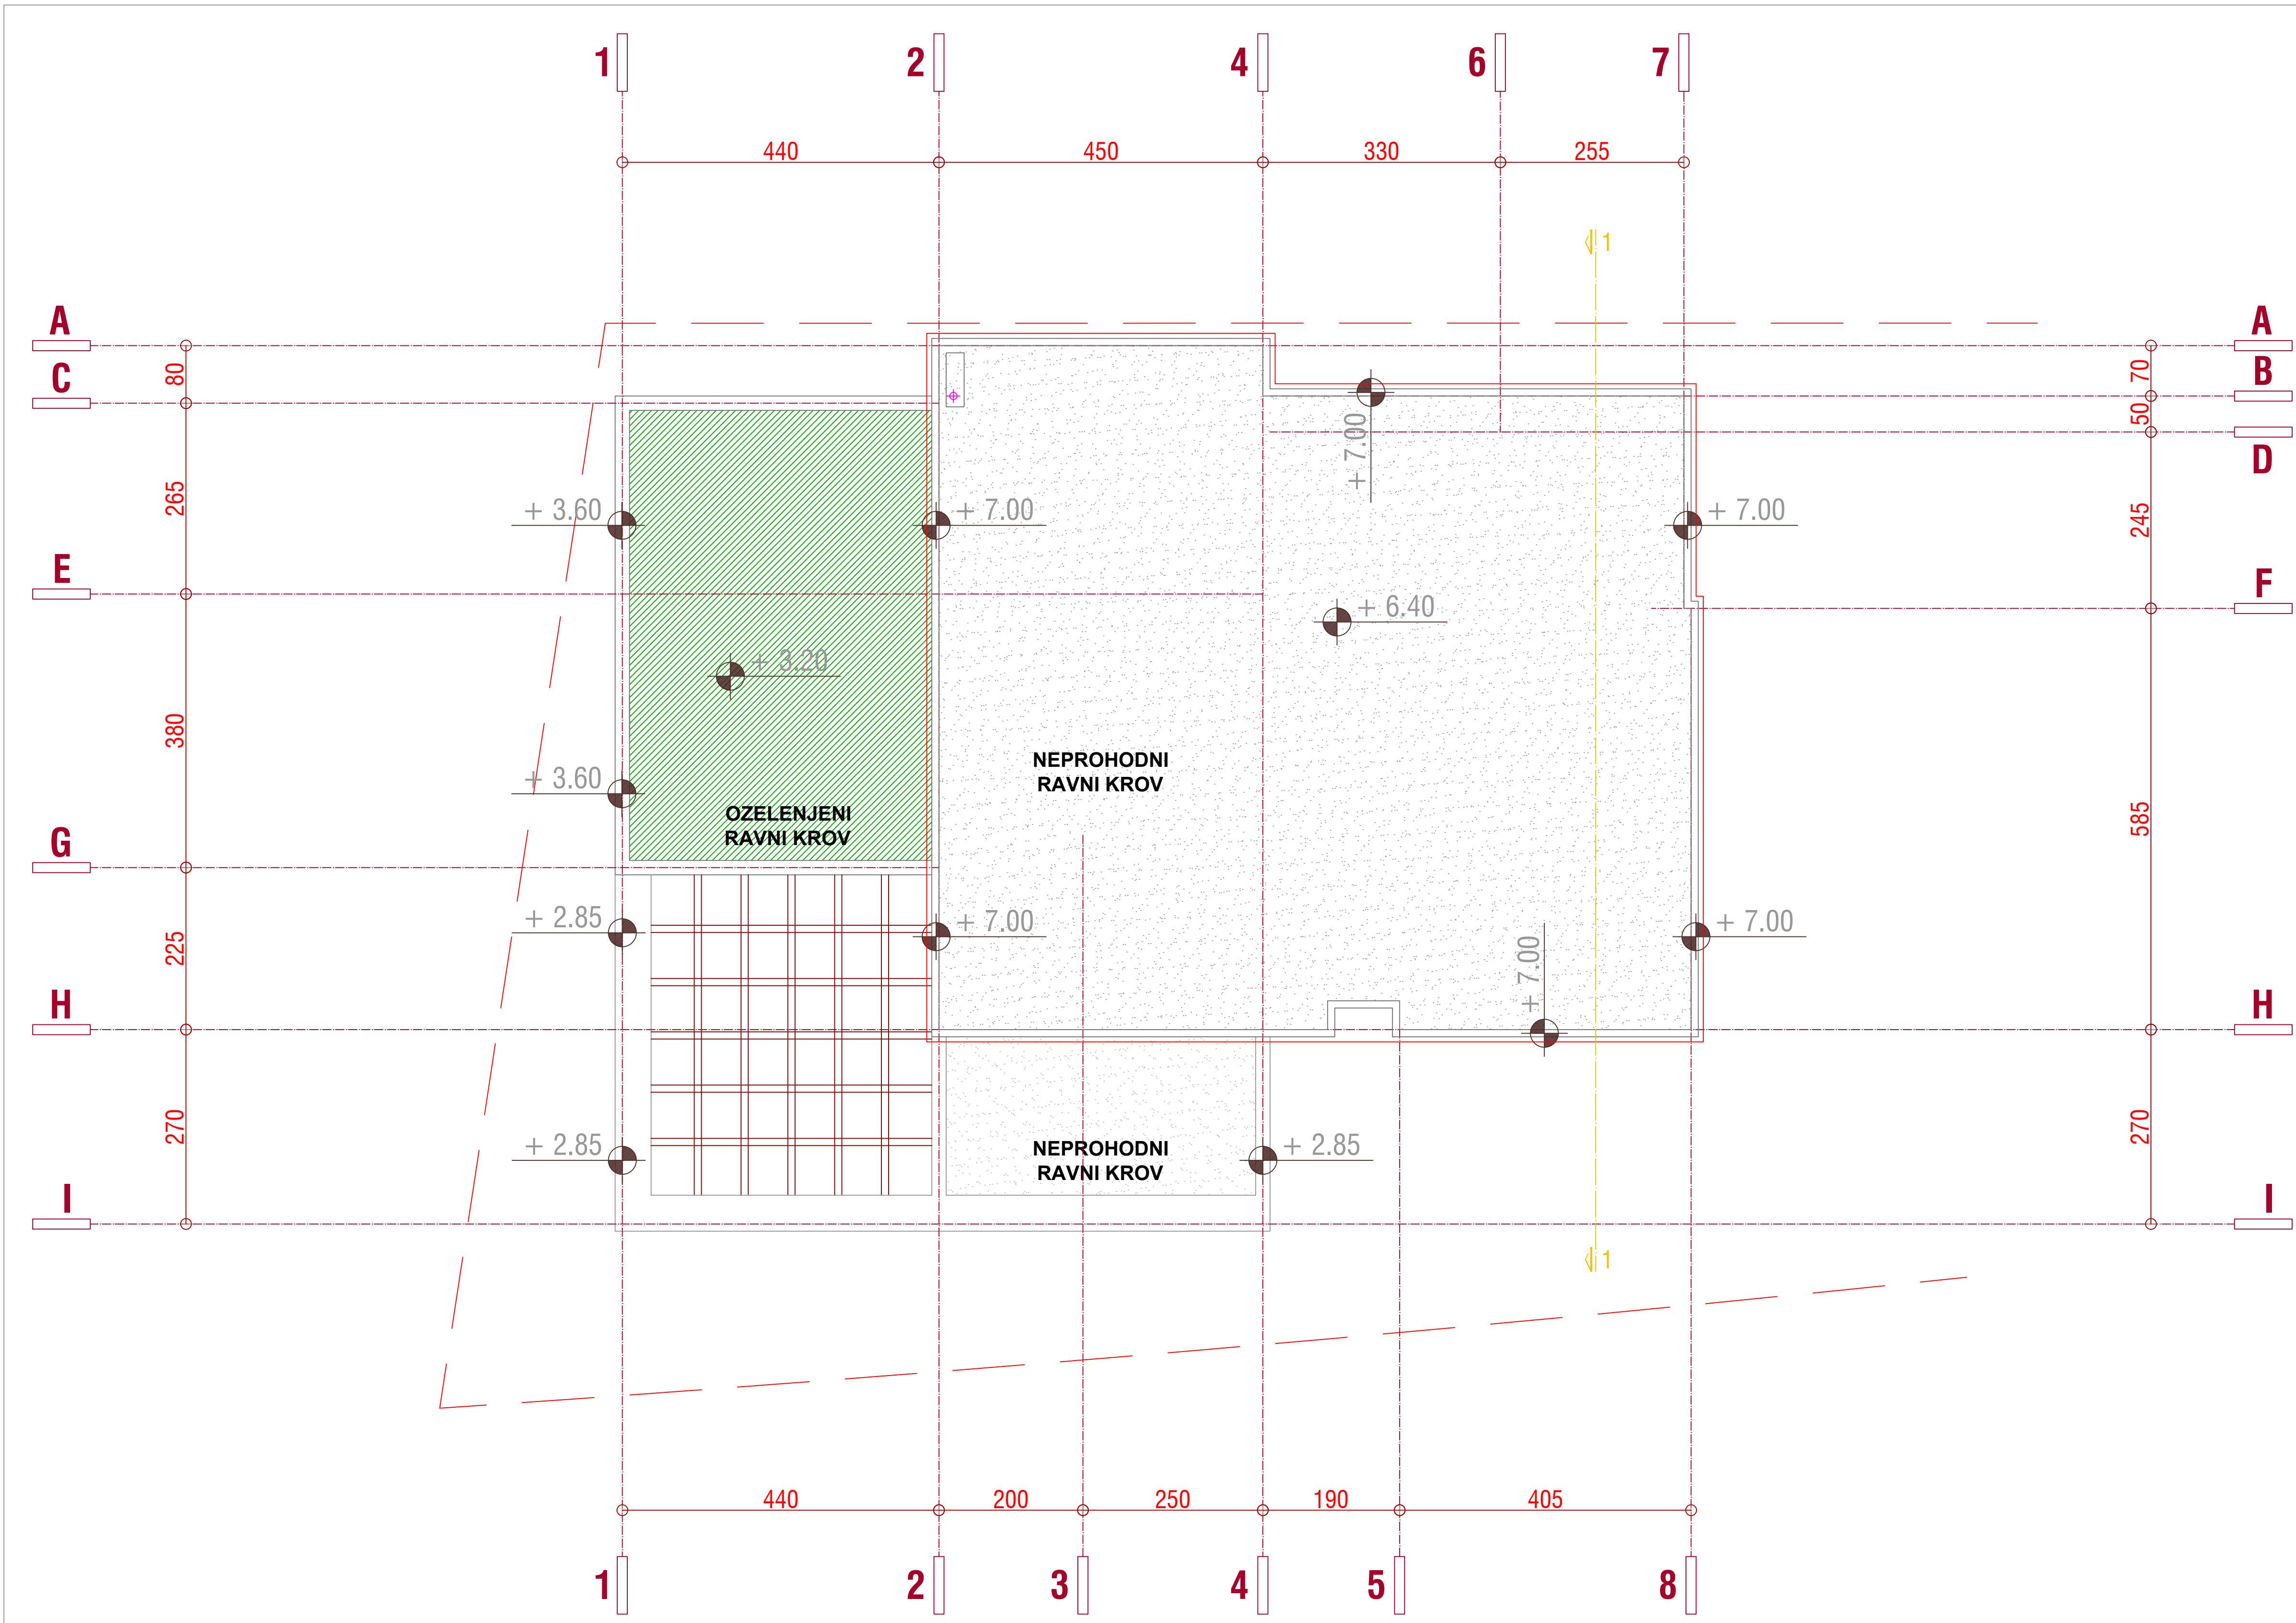 1 2 4 6 7
440 450 330 255
1
A A
80 70
C B
50
D
265 245
+ 3.60 + 7.00 + 7.00 + 7.00
E F
+ 6.40
+ 3.20
380
NEPROHODNI
RAVNI KROV
+ 3.60
OZELENJENI
RAVNI KROV
585
G
+ 2.85 + 7.00 + 7.00 + 7.00
225
H H
270 270
NEPROHODNI
RAVNI KROV
+ 2.85 + 2.85
I I
1
440 200 250 190 405
1 2 3 4 5 8